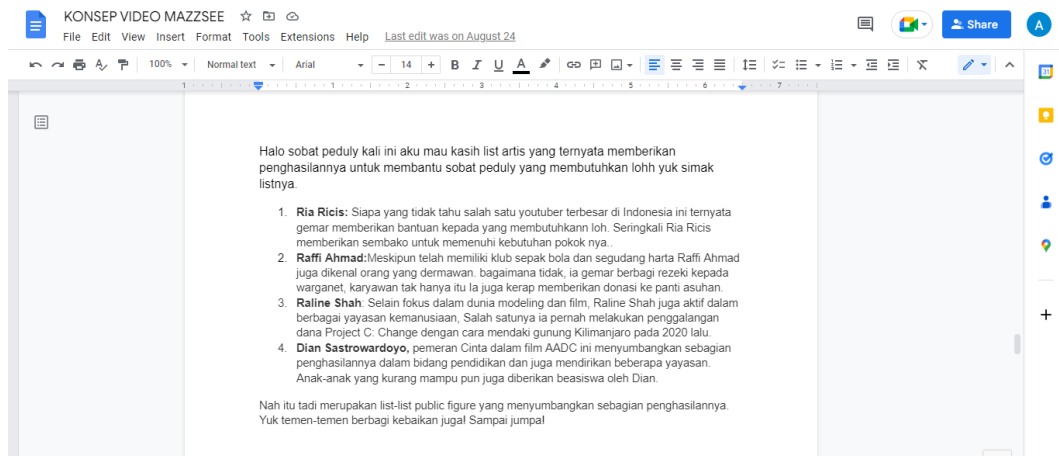 KONSEP VIDEO MAZZSEE
File Edit View Insert Format Tools Extensions Help Last edit was on August 24
Share
A
100% Normal text Arial - 14 + B I U A
1 1 2 3 4 5 6 7
31
Halo sobat peduly kali ini aku mau kasih list artis yang ternyata memberikan
penghasilannya untuk membantu sobat peduly yang membutuhkan lohh yuk simak
listnya.
1. Ria Ricis: Siapa yang tidak tahu salah satu youtuber terbesar di Indonesia ini ternyata
gemar memberikan bantuan kepada yang membutuhkann loh. Seringkali Ria Ricis
memberikan sembako untuk memenuhi kebutuhan pokok nya..
2. Raffi Ahmad:Meskipun telah memiliki klub sepak bola dan segudang harta Raffi Ahmad
juga dikenal orang yang dermawan. bagaimana tidak, ia gemar berbagi rezeki kepada
warganet, karyawan tak hanya itu Ia juga kerap memberikan donasi ke panti asuhan.
3. Raline Shah: Selain fokus dalam dunia modeling dan film, Raline Shah juga aktif dalam
berbagai yayasan kemanusiaan, Salah satunya ia pernah melakukan penggalangan
dana Project C: Change dengan cara mendaki gunung Kilimanjaro pada 2020 lalu.
4. Dian Sastrowardoyo, pemeran Cinta dalam film AADC ini menyumbangkan sebagian
penghasilannya dalam bidang pendidikan dan juga mendirikan beberapa yayasan.
Anak-anak yang kurang mampu pun juga diberikan beasiswa oleh Dian.
Nah itu tadi merupakan list-list public figure yang menyumbangkan sebagian penghasilannya.
Yuk temen-temen berbagi kebaikan juga! Sampai jumpa!